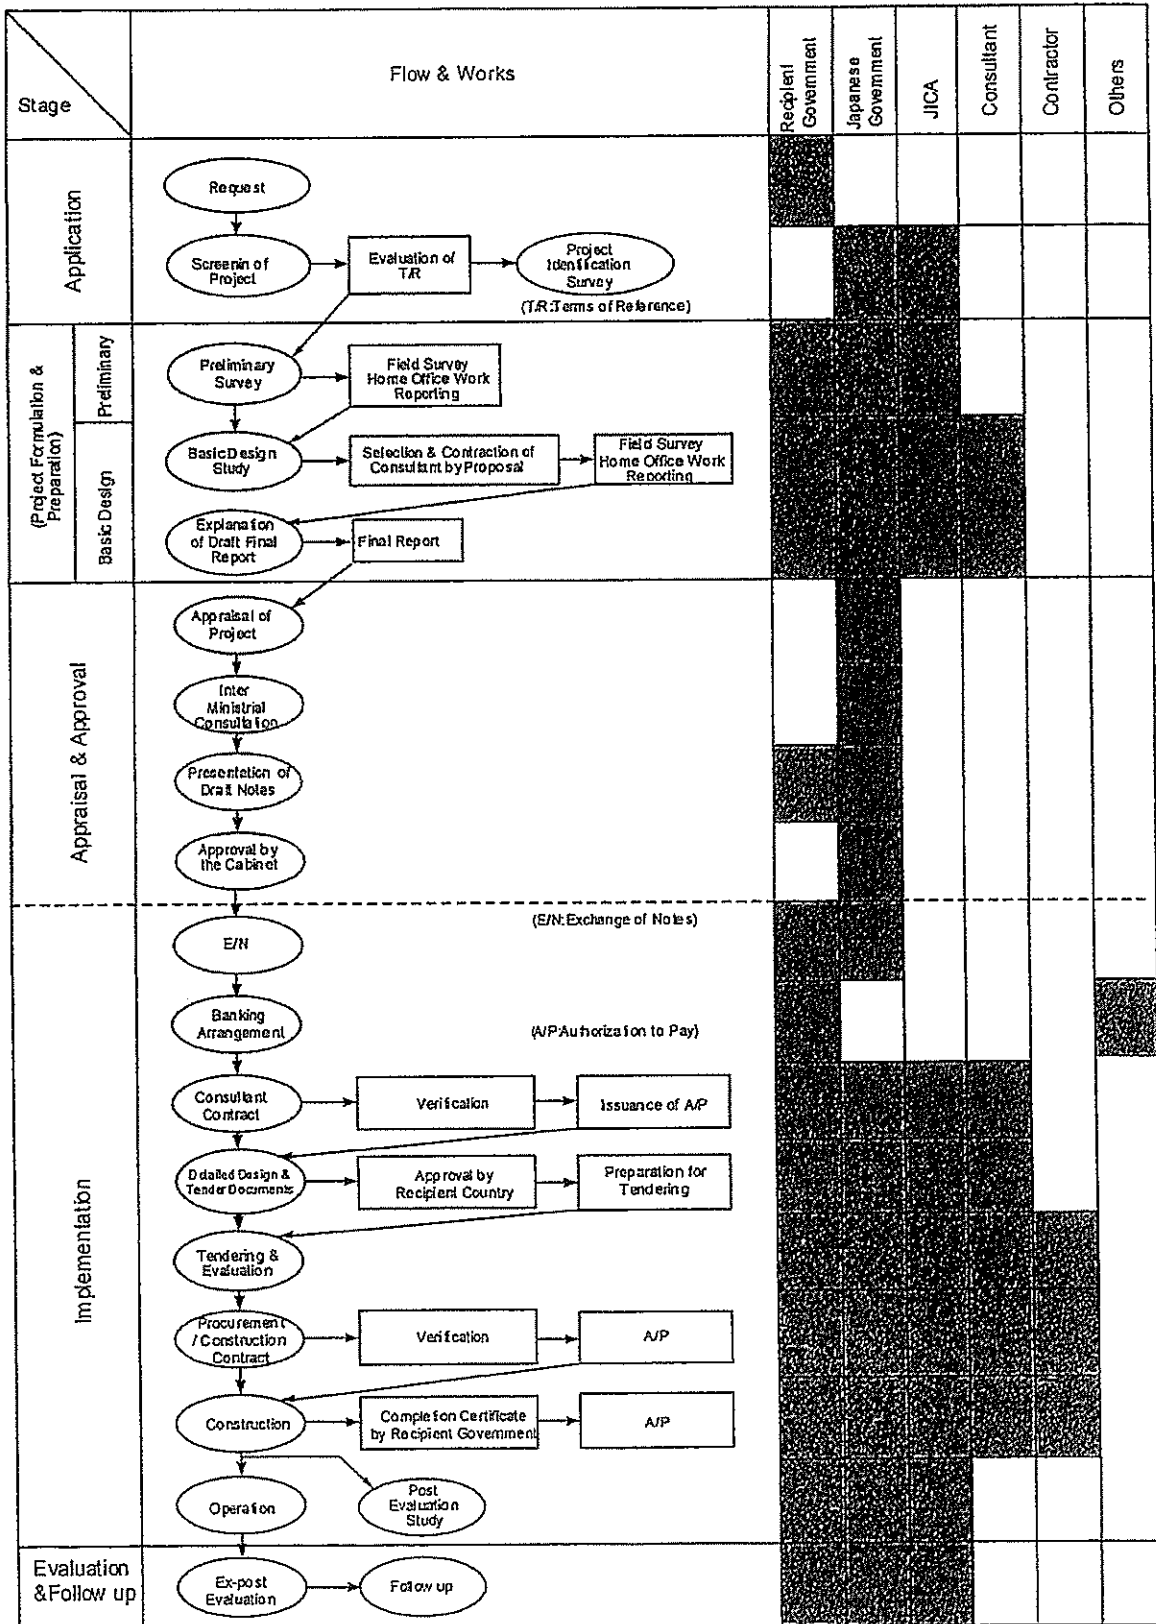 Stage
Flow & Works
Recipient
Government
Japanese
Government
JICA
Consultant
Contractor
Others
Application
Request
Screenin of
Project
Evaluation of
T/R
Project
Identification
Survey
(T/R:Terms of Reference)
(Project Formulation &
Preparation)
Preliminary
Preliminary
Survey
Field Survey
Home Office Work
Reporting
Basic Design
Basic Design
Study
Selection & Contraction of
Consultant by Proposal
Field Survey
Home Office Work
Reporting
Explanation
of Draft Final
Report
Final Report
Appraisal & Approval
Appraisal of
Project
Inter
Ministrial
Consultation
Presentation of
Draft Notes
Approval by
the Cabinet
Implementation
E/N
(E/N:Exchange of Notes)
Banking
Arrangement
(A/P:Authorization to Pay)
Consultant
Contract
Verification
Issuance of A/P
Detailed Design &
Tender Documents
Approval by
Recipient Country
Preparation for
Tendering
Tendering &
Evaluation
Procurement
/ Construction
Contract
Verification
A/P
Construction
Completion Certificate
by Recipient Government
A/P
Operation
Post
Evaluation
Study
Evaluation
&Follow up
Ex-post
Evaluation
Follow up